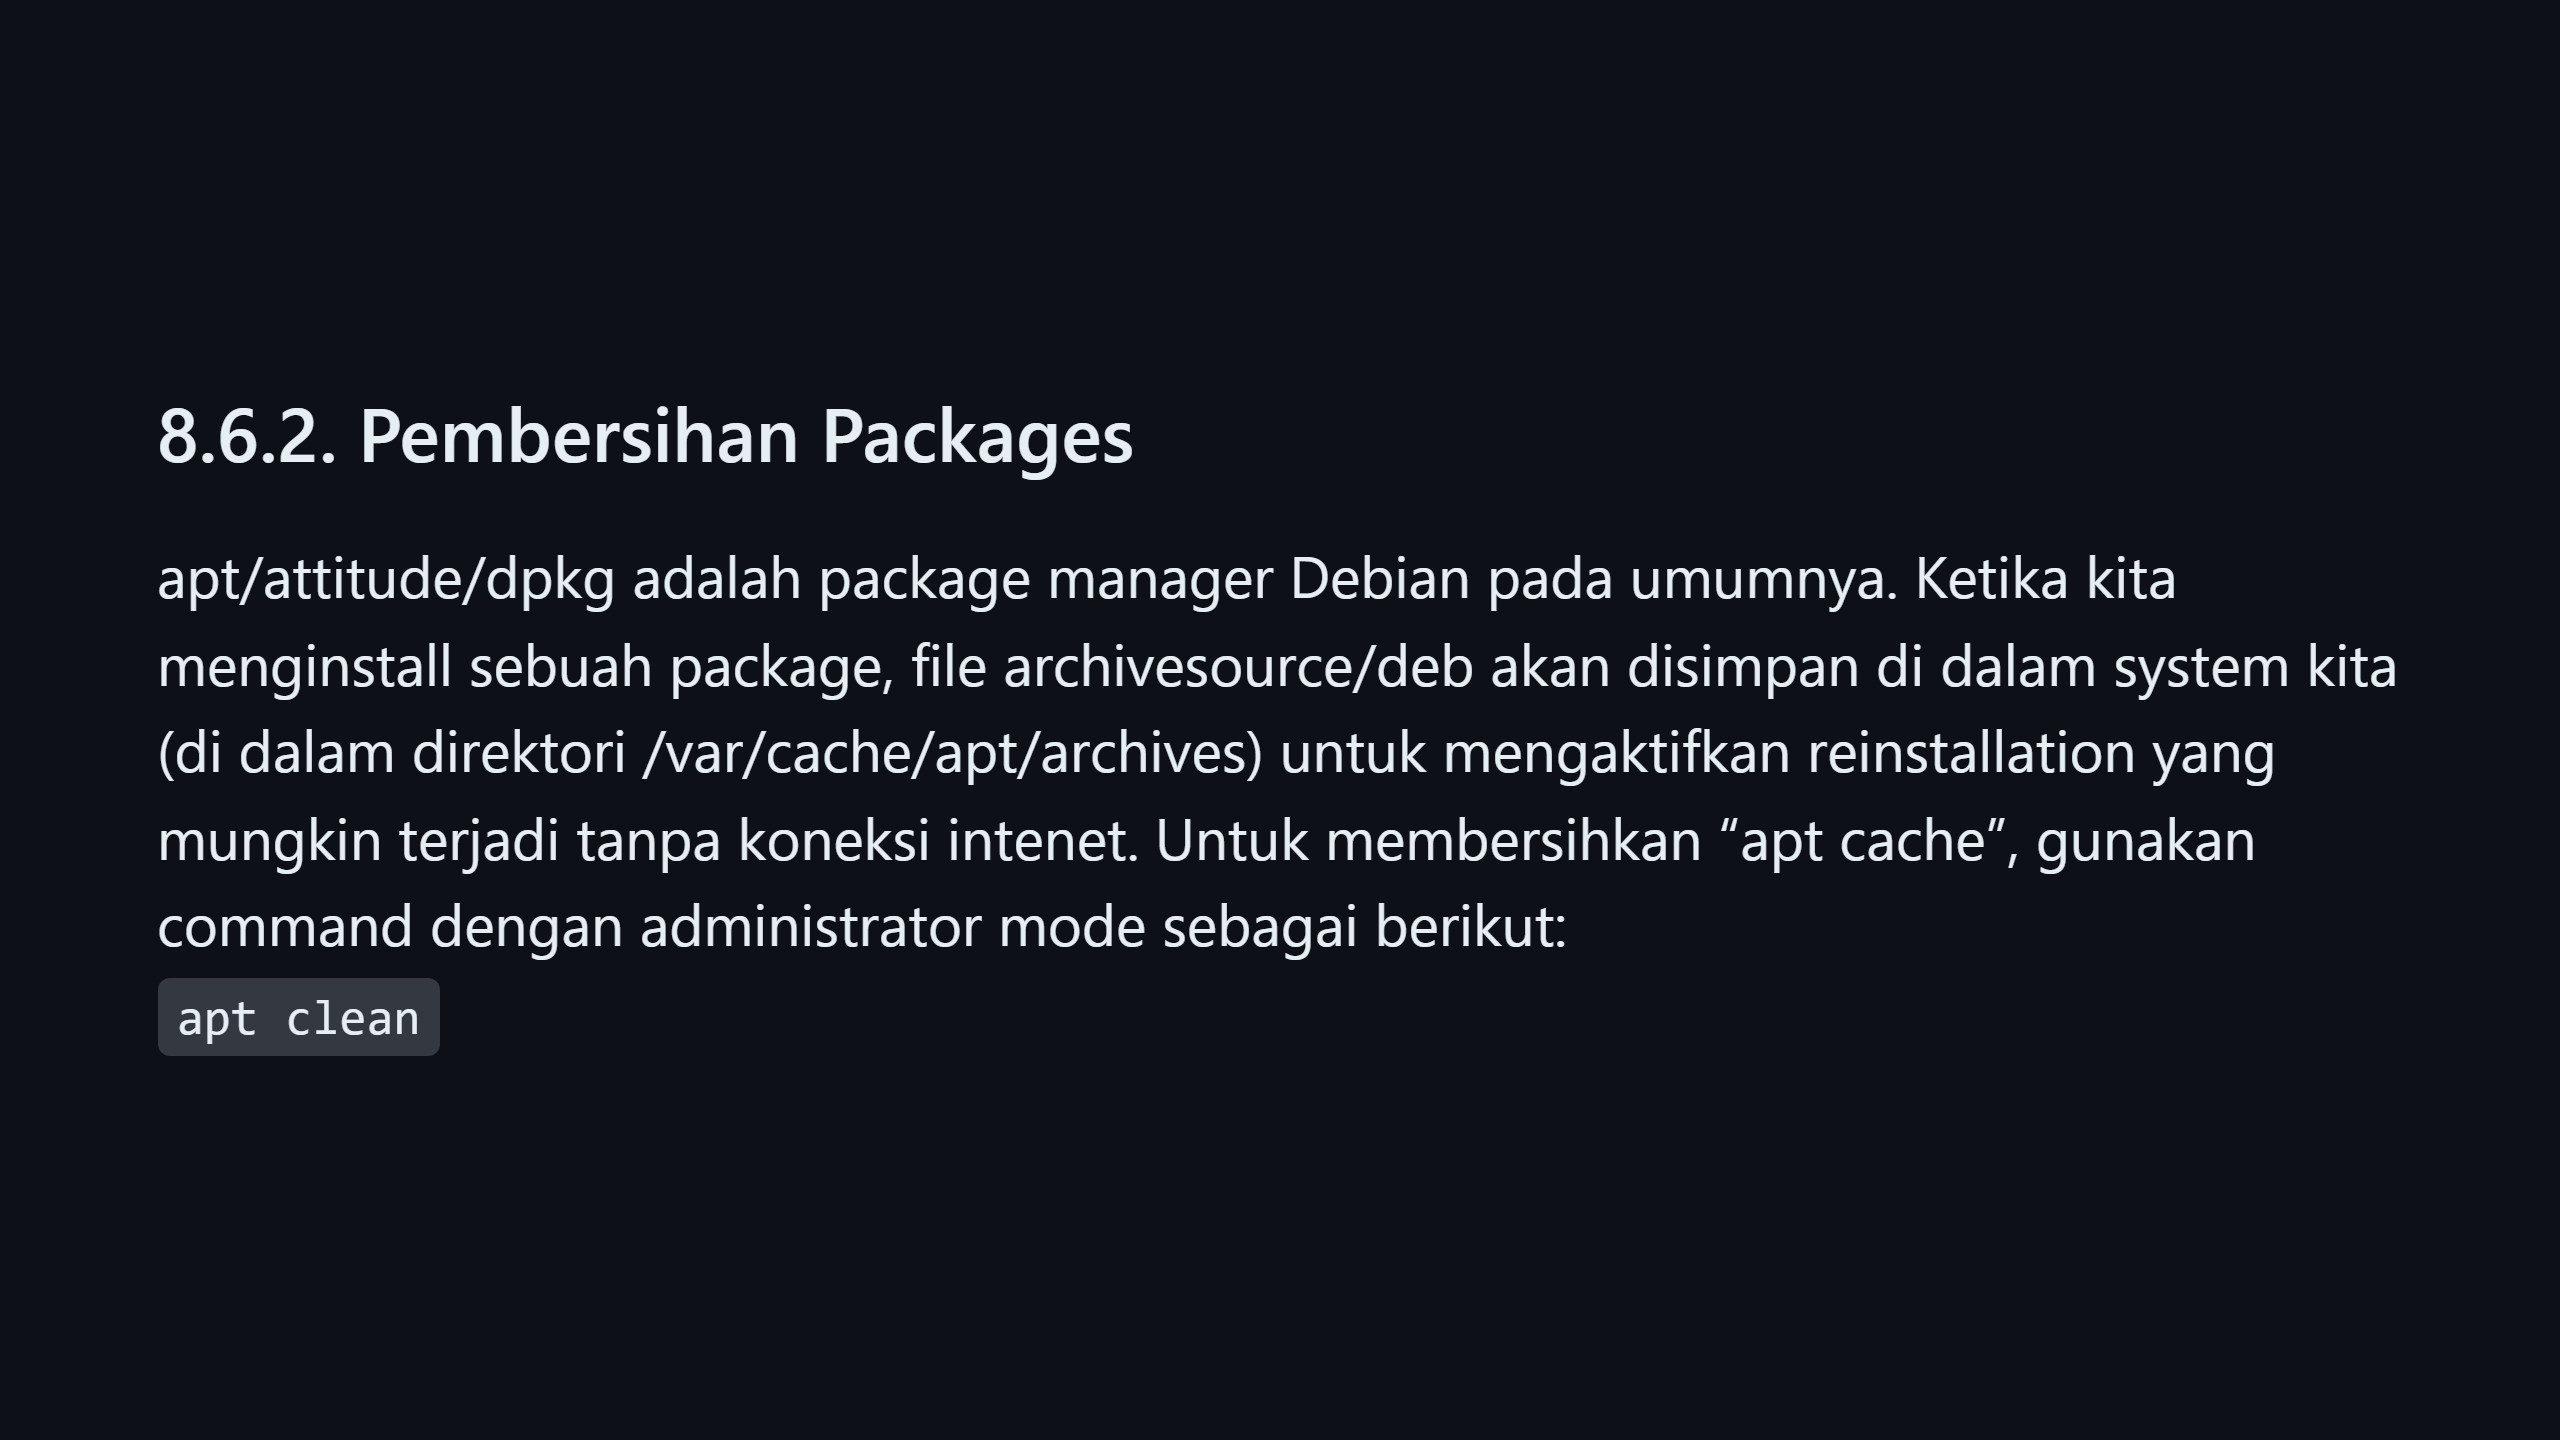 8.6.2. Pembersihan Packages
apt/attitude/dpkg adalah package manager Debian pada umumnya. Ketika kita
menginstall sebuah package, file archivesource/deb akan disimpan di dalam system kita
(di dalam direktori /var/cache/apt/archives) untuk mengaktifkan reinstallation yang
mungkin terjadi tanpa koneksi intenet. Untuk membersihkan “apt cache”, gunakan
command dengan administrator mode sebagai berikut:
apt clean